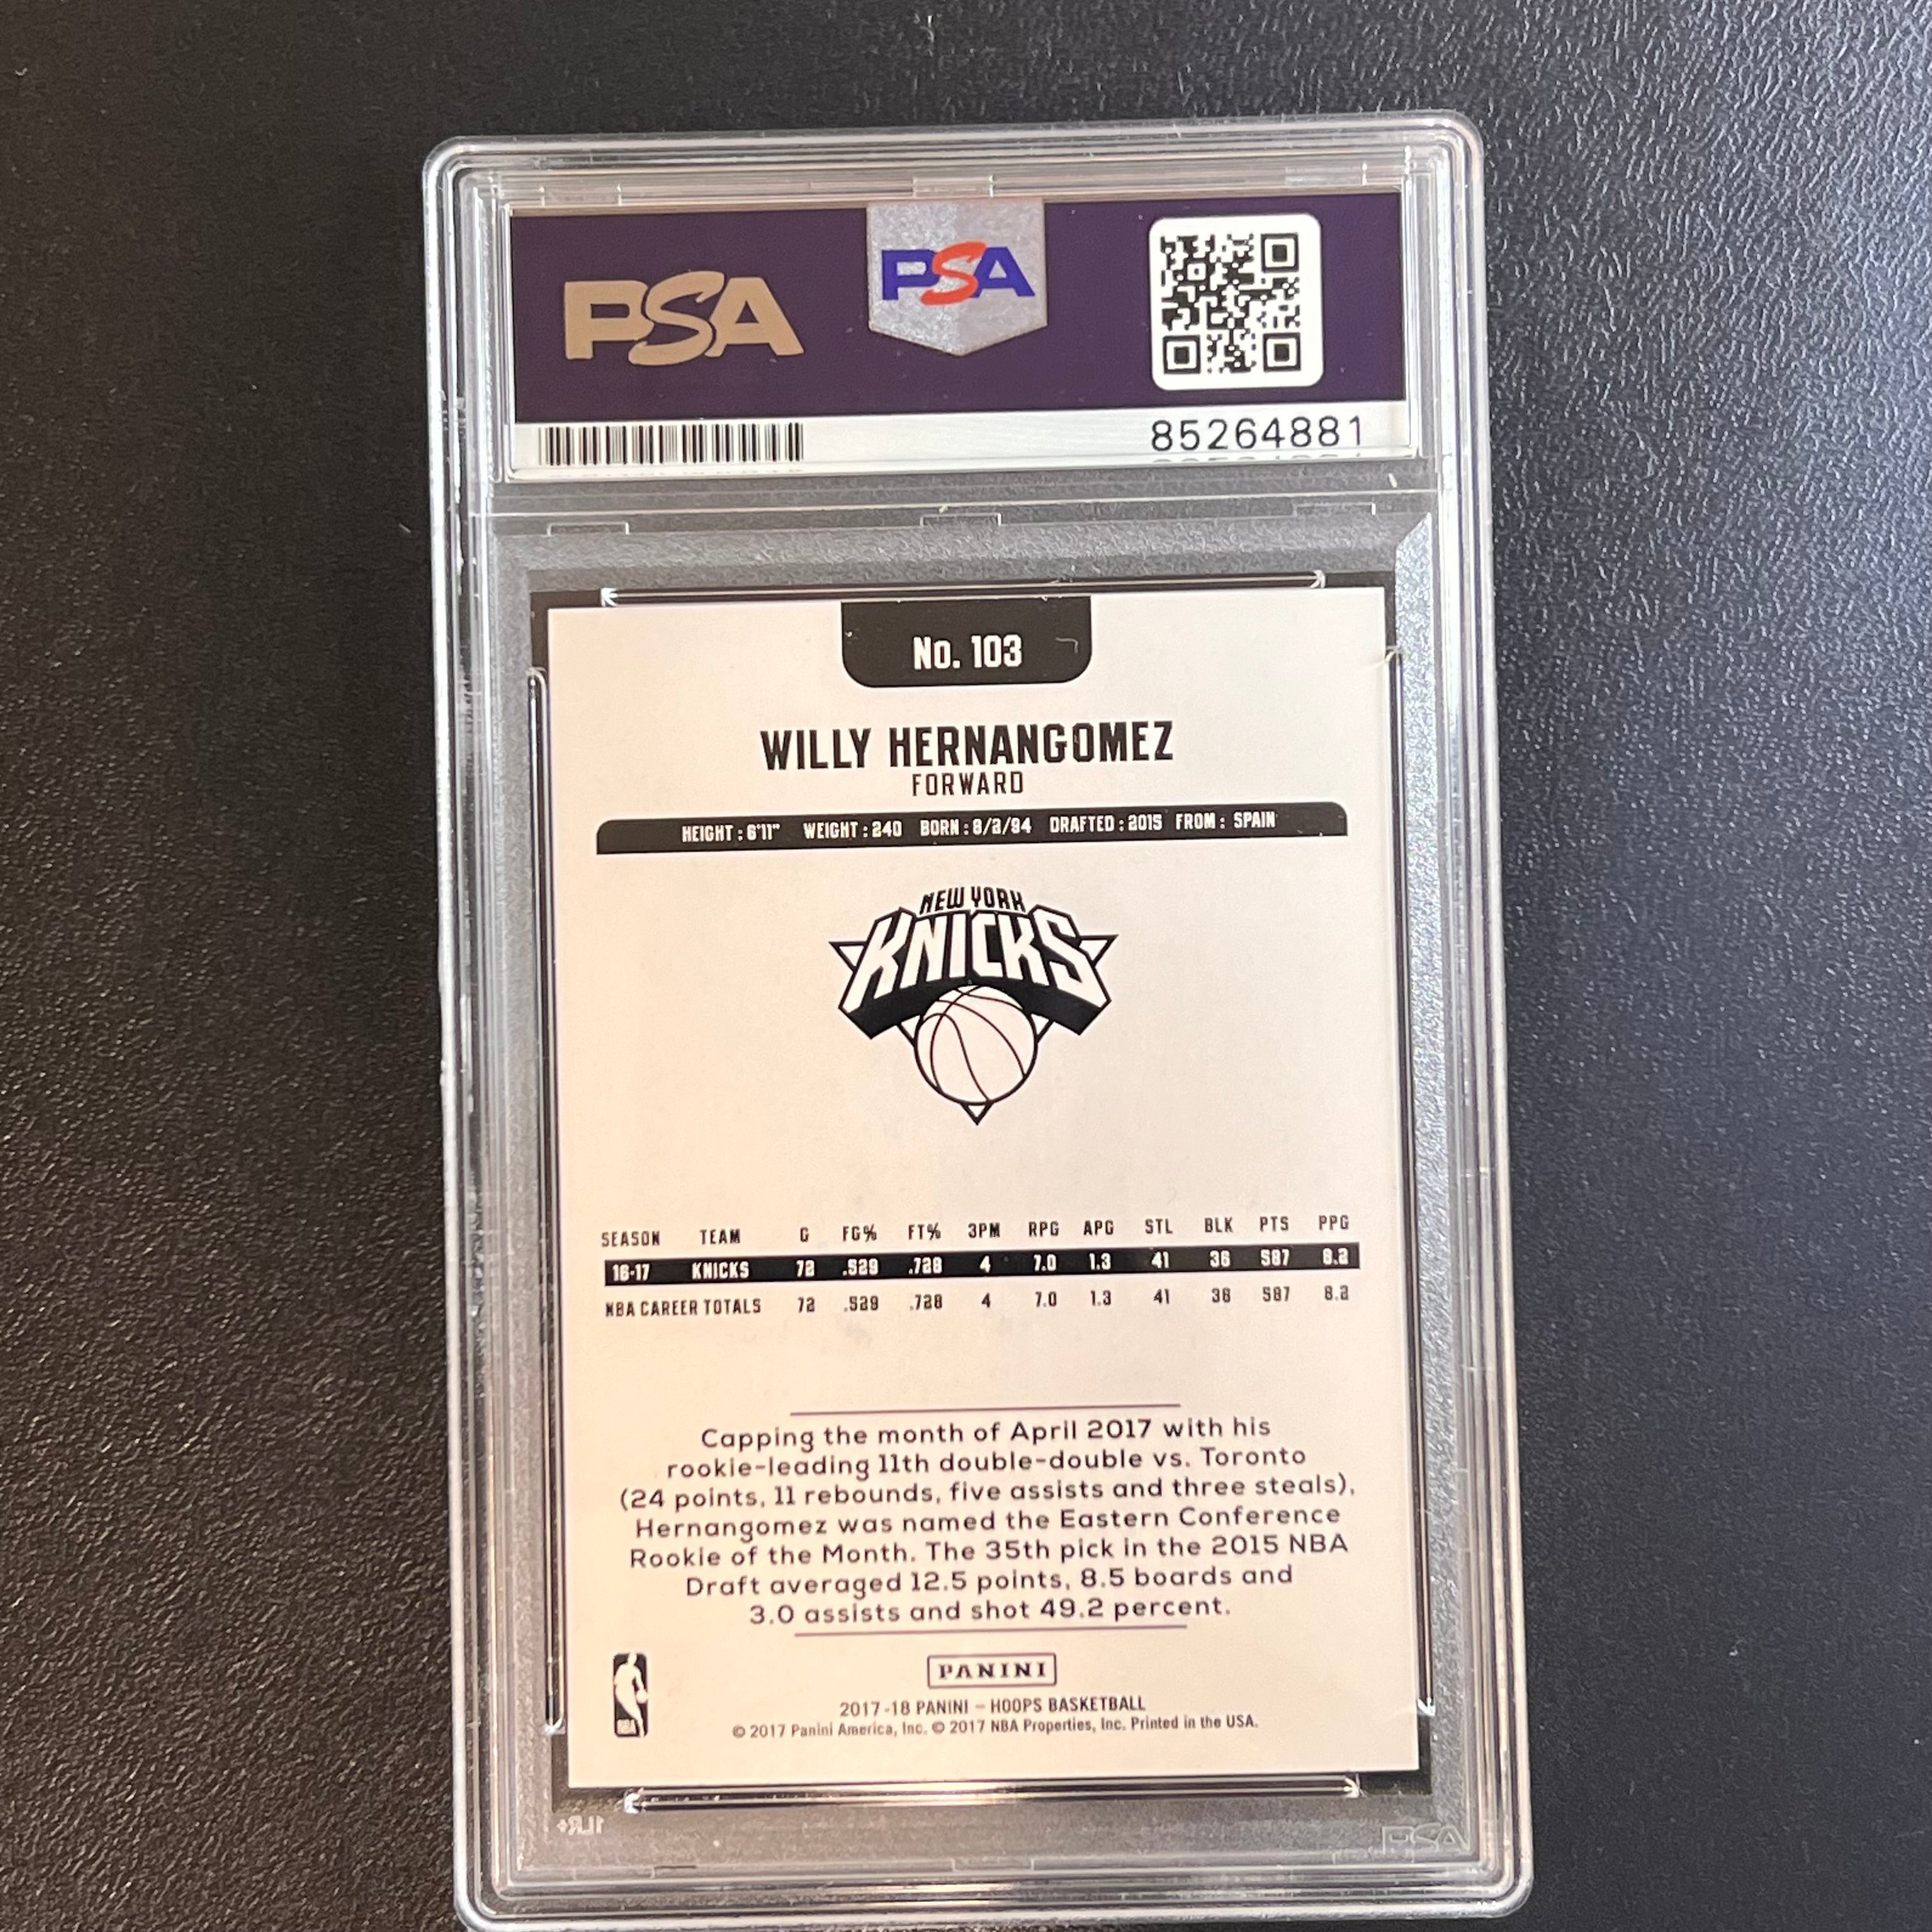 PSA
PSA
85264881
No. 103
WILLY HERNANGOMEZ
FORWARD
HEIGHT : 6'11" WEIGHT : 240 BORN : 8/2/94 DRAFTED : 2015 FROM : SPAIN
NEW YORK
KNICKS
SEASON TEAM G FG% FT% 3PM RPG APG STL BLK PTS PPG
16-17 KNICKS 72 .529 .728 4 7.0 1.3 41 36 587 8.2
NBA CAREER TOTALS 72 .529 .728 4 7.0 1.3 41 36 587 8.2
Capping the month of April 2017 with his
rookie-leading 11th double-double vs. Toronto
(24 points, 11 rebounds, five assists and three steals),
Hernangomez was named the Eastern Conference
Rookie of the Month. The 35th pick in the 2015 NBA
Draft averaged 12.5 points, 8.5 boards and
3.0 assists and shot 49.2 percent.
PANINI
NBA
2017-18 PANINI – HOOPS BASKETBALL
© 2017 Panini America, Inc. © 2017 NBA Properties, Inc. Printed in the USA.
PSA